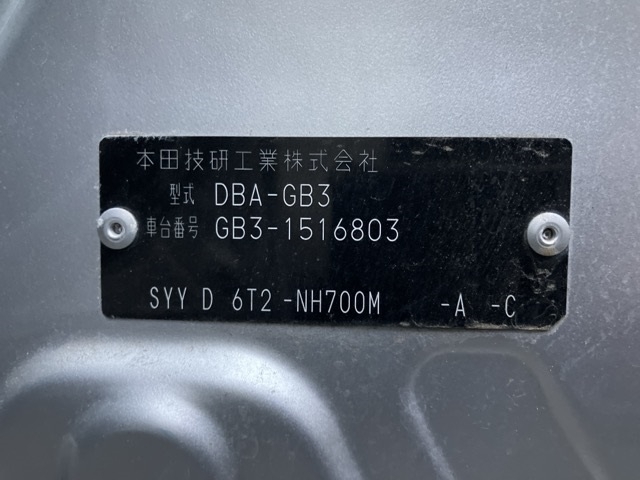 本田技研工業株式会社
型式 DBA-GB3
車台番号 GB3-1516803
SYY D 6T2 -NH700M -A -C